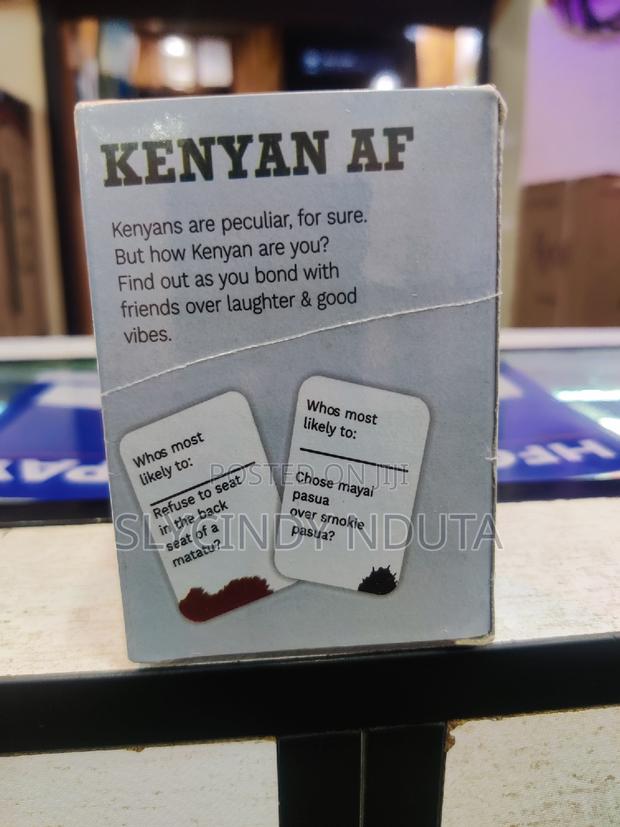 KENYAN AF
Kenyans are peculiar, for sure.
But how Kenyan are you?
Find out as you bond with
friends over laughter & good
vibes.
Whos most
likely to:
Refuse to seat
in the back
seat of a
matatu?
Whos most
likely to:
Chose mayai
pasua
over smokie
pasua?
POSTED ON JIJI
SLYCINDY NDUTA